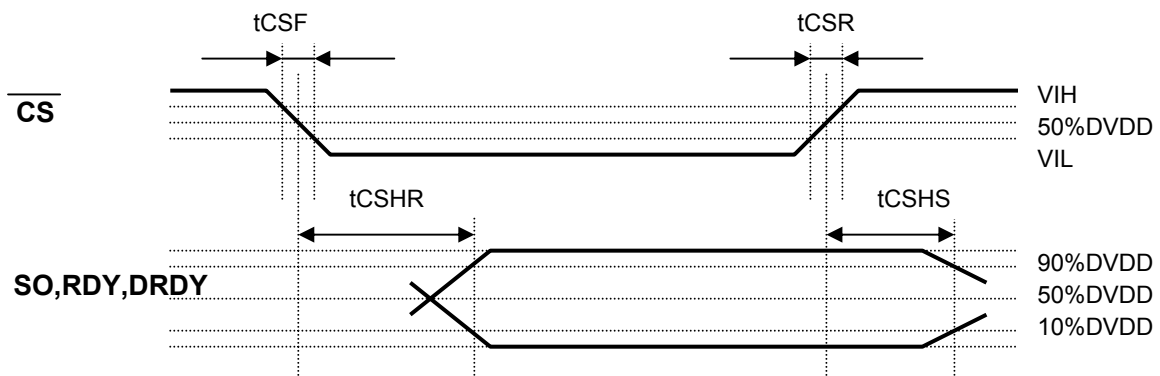 tCSF
tCSR
CS
VIH
50%DVDD
VIL
tCSHR
tCSHS
SO,RDY,DRDY
90%DVDD
50%DVDD
10%DVDD